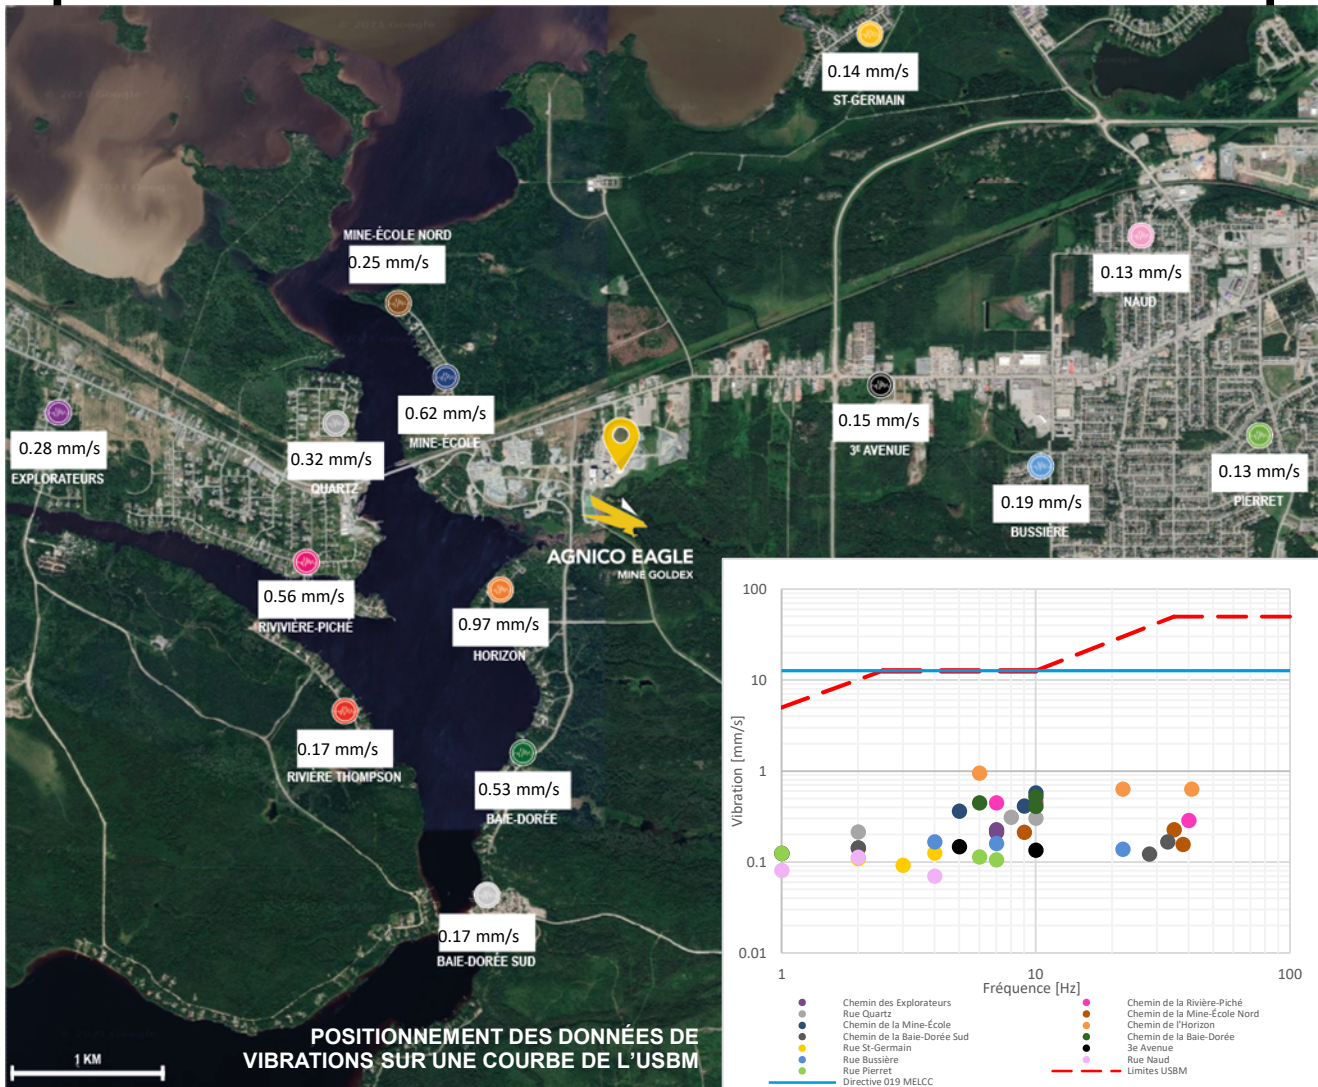 0.14 mm/s
ST-GERMAIN
MINE-ÉCOLE NORD
0.25 mm/s
0.13 mm/s
NAUD
0.62 mm/s
MINE-ÉCOLE
0.28 mm/s
EXPLORATEURS
0.32 mm/s
QUARTZ
0.15 mm/s
3E AVENUE
0.19 mm/s
BUSSIÈRE
0.13 mm/s
PIERRET
AGNICO EAGLE
MINE GOLDEX
0.56 mm/s
RIVIVIÈRE-PICHÉ
0.97 mm/s
HORIZON
0.17 mm/s
RIVIÈRE THOMPSON
0.53 mm/s
BAIE-DORÉE
0.17 mm/s
BAIE-DORÉE SUD
POSITIONNEMENT DES DONNÉES DE
VIBRATIONS SUR UNE COURBE DE L'USBM
1 KM
100
10
1
0.1
0.01
Vibration [mm/s]
1
10
100
Fréquence [Hz]
Chemin des Explorateurs
Rue Quartz
Chemin de la Mine-École
Chemin de la Baie-Dorée Sud
Rue St-Germain
Rue Bussière
Rue Pierret
Directive 019 MELCC
Chemin de la Rivière-Piché
Chemin de la Mine-École Nord
Chemin de l'Horizon
Chemin de la Baie-Dorée
3e Avenue
Rue Naud
Limites USBM